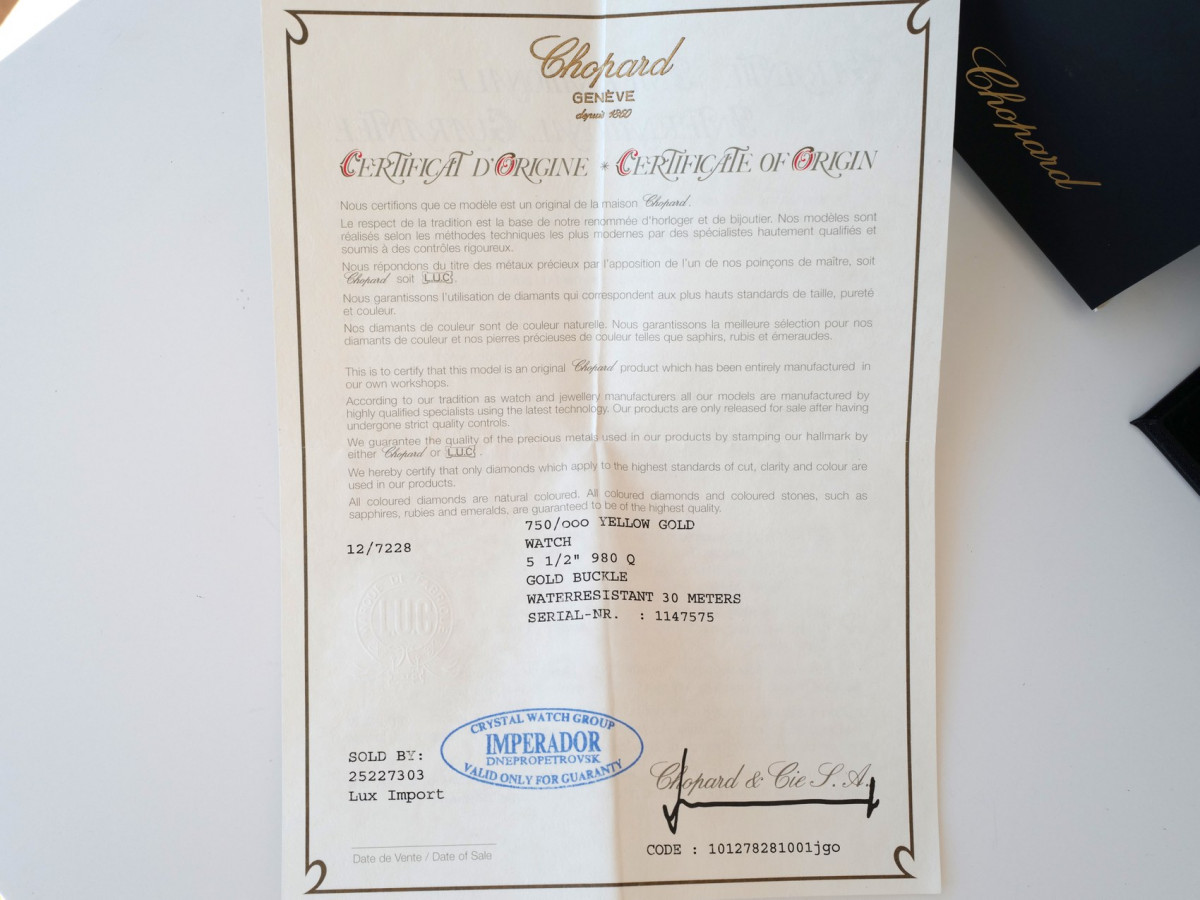 Chopard
GENÈVE
depuis 1860
Chopard
CERTIFICAT D'ORIGINE * CERTIFICATE OF ORIGIN
Nous certifions que ce modèle est un original de la maison Chopard.
Le respect de la tradition est la base de notre renommée d'horloger et de bijoutier. Nos modèles sont
réalisés selon les méthodes techniques les plus modernes par des spécialistes hautement qualifiés et
soumis à des contrôles rigoureux.
Nous répondons du titre des métaux précieux par l'apposition de l'un de nos poinçons de maître, soit
Chopard soit L.U.C.
Nous garantissons l'utilisation de diamants qui correspondent aux plus hauts standards de taille, pureté
et couleur.
Nos diamants de couleur sont de couleur naturelle. Nous garantissons la meilleure sélection pour nos
diamants de couleur et nos pierres précieuses de couleur telles que saphirs, rubis et émeraudes.
This is to certify that this model is an original Chopard product which has been entirely manufactured in
our own workshops.
According to our tradition as watch and jewellery manufacturers all our models are manufactured by
highly qualified specialists using the latest technology. Our products are only released for sale after having
undergone strict quality controls.
We guarantee the quality of the precious metals used in our products by stamping our hallmark by
either Chopard or L.U.C.
We hereby certify that only diamonds which apply to the highest standards of cut, clarity and colour are
used in our products.
All coloured diamonds are natural coloured. All coloured diamonds and coloured stones, such as
sapphires, rubies and emeralds, are guaranteed to be of the highest quality.
750/ooo YELLOW GOLD
12/7228
WATCH
5 1/2" 980 Q
GOLD BUCKLE
WATERRESISTANT 30 METERS
SERIAL-NR. : 1147575
L.U.C
CRYSTAL WATCH GROUP
IMPERADOR
DNEPROPETROVSK
VALID ONLY FOR GUARANTY
SOLD BY:
25227303
Lux Import
Chopard & Cie S.A.
CODE : 101278281001jgo
Date de Vente / Date of Sale